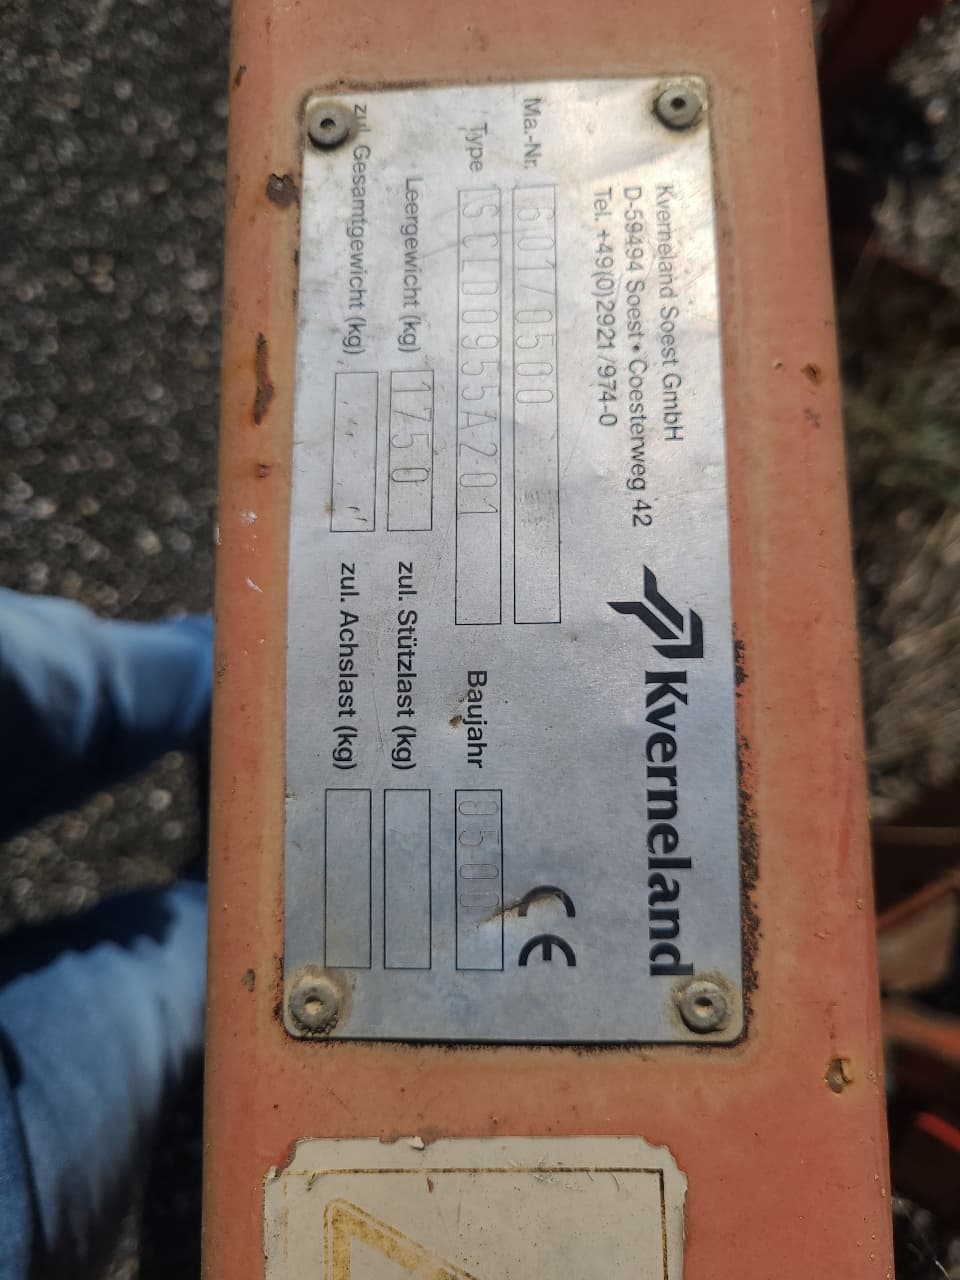 Kverneland Soest GmbH
D-59494 Soest • Coesterweg 42
Tel. +49(0)2921/974-0
Kverneland
CE
Ma.-Nr. 60170500
Type SCLD0955A201
Baujahr 0500
Leergewicht (kg) 1750
zul. Stützlast (kg)
zul. Gesamtgewicht (kg)
zul. Achslast (kg)